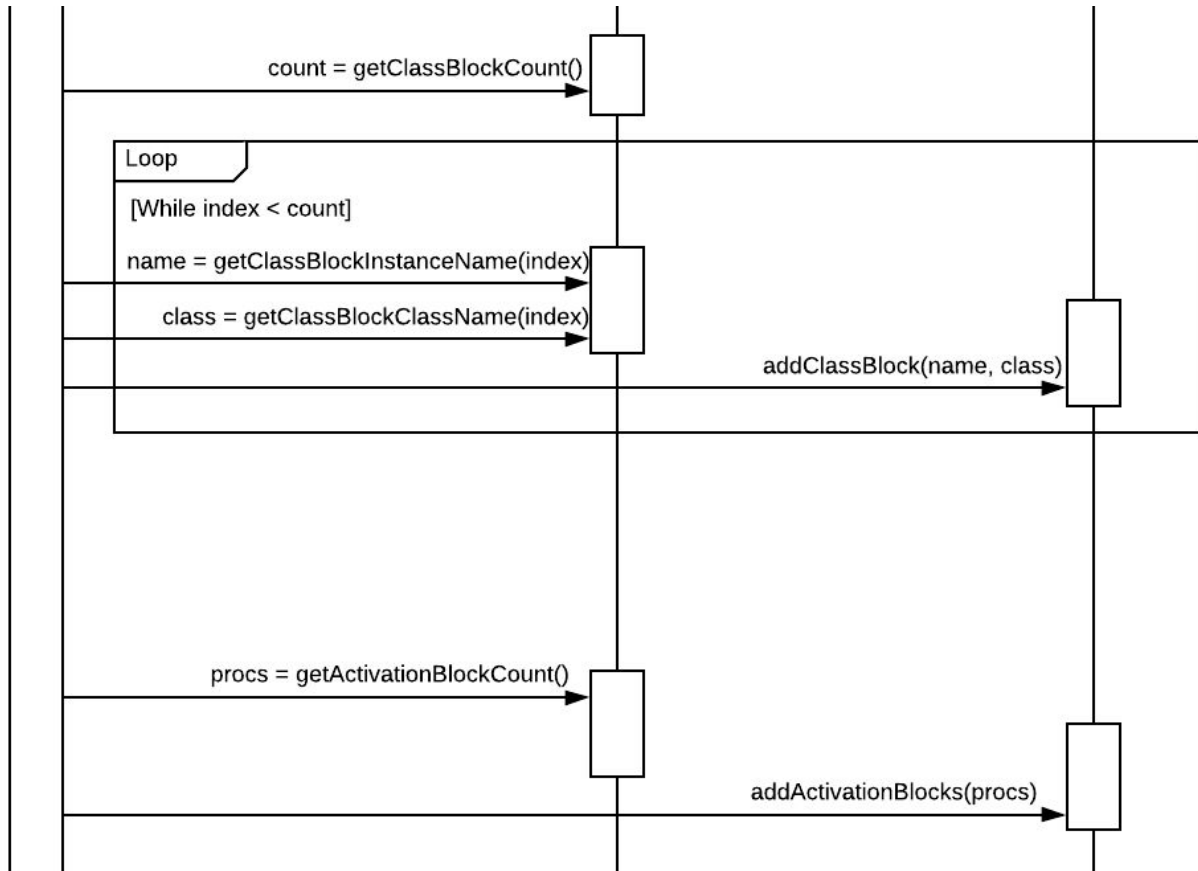 count = getClassBlockCount()
Loop
[While index < count]
name = getClassBlockInstanceName(index)
class = getClassBlockClassName(index)
addClassBlock(name, class)
procs = getActivationBlockCount()
addActivationBlocks(procs)